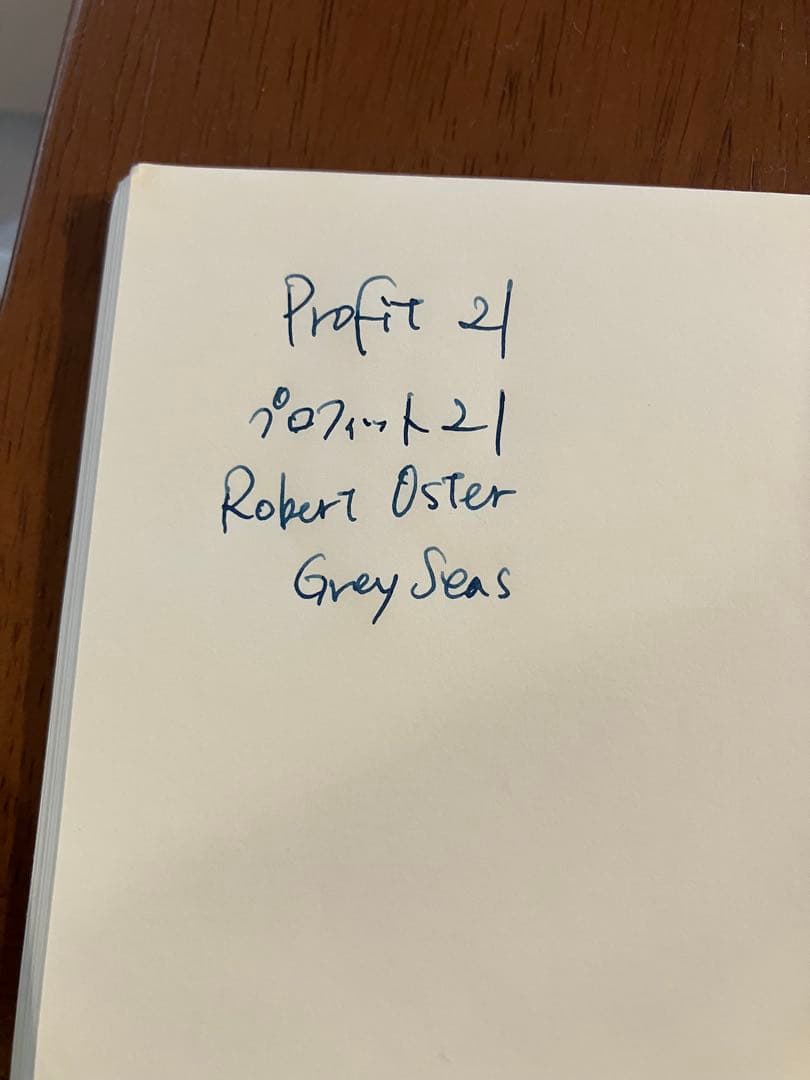 Profit 21
プロフィット21
Robert Oster
Grey Seas